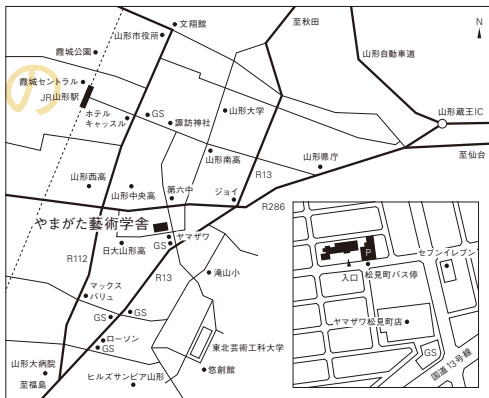 文翔館
至秋田
山形市役所
N
霞城公園
山形自動車道
の
霞城セントラル
JR山形駅
ホテル
キャッスル
GS
諏訪神社
山形大学
山形蔵王IC
山形南高
至仙台
山形県庁
R13
山形西高
山形中央高
第六中
ジョイ
R286
やまがた藝術学舎
ヤマザワ
GS
日大山形高
R112
R13
滝山小
マックス
バリュ
GS
GS
ローソン
GS
東北芸術工科大学
山形大病院
悠創館
至福島
ヒルズサンピア山形
P
セブンイレブン
入口
松見町バス停
ヤマザワ松見町店
GS
国道13号線